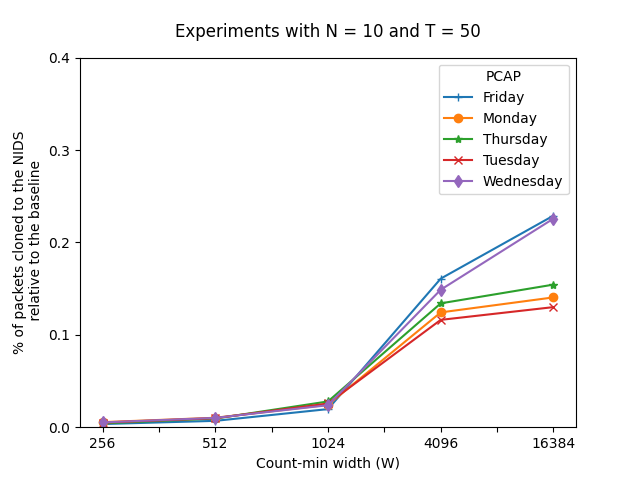 Experiments with N = 10 and T = 50
% of packets cloned to the NIDS
relative to the baseline
0.4
0.3
0.2
0.1
0.0
PCAP
Friday
Monday
Thursday
Tuesday
Wednesday
256 512 1024 4096 16384
Count-min width (W)